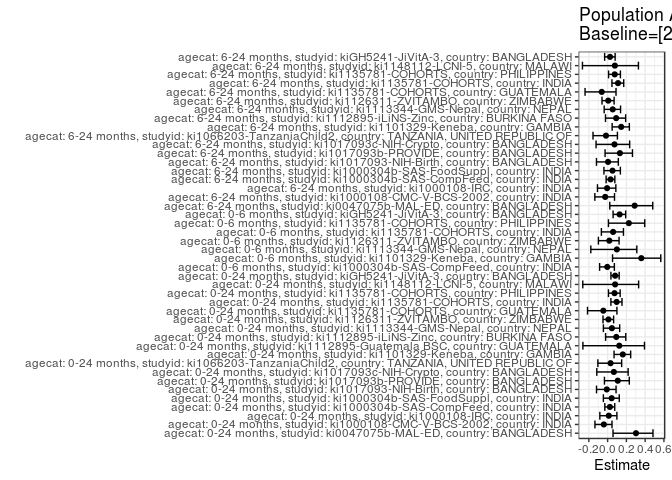 Population A
Baseline=[2
agecat: 6-24 months, studyid: kiGH5241-JiVitA-3, country: BANGLADESH
agecat: 6-24 months, studyid: ki1148112-LCNI-5, country: MALAWI
agecat: 6-24 months, studyid: ki1135781-COHORTS, country: PHILIPPINES
agecat: 6-24 months, studyid: ki1135781-COHORTS, country: INDIA
agecat: 6-24 months, studyid: ki1135781-COHORTS, country: GUATEMALA
agecat: 6-24 months, studyid: ki1126311-ZVITAMBO, country: ZIMBABWE
agecat: 6-24 months, studyid: ki1113344-GMS-Nepal, country: NEPAL
agecat: 6-24 months, studyid: ki1112895-iLiNS-Zinc, country: BURKINA FASO
agecat: 6-24 months, studyid: ki1101329-Keneba, country: GAMBIA
agecat: 6-24 months, studyid: ki1066203-TanzaniaChild2, country: TANZANIA, UNITED REPUBLIC OF
agecat: 6-24 months, studyid: ki1017093c-NIH-Crypto, country: BANGLADESH
agecat: 6-24 months, studyid: ki1017093b-PROVIDE, country: BANGLADESH
agecat: 6-24 months, studyid: ki1017093-NIH-Birth, country: BANGLADESH
agecat: 6-24 months, studyid: ki1000304b-SAS-FoodSuppl, country: INDIA
agecat: 6-24 months, studyid: ki1000304b-SAS-CompFeed, country: INDIA
agecat: 6-24 months, studyid: ki1000108-IRC, country: INDIA
agecat: 6-24 months, studyid: ki1000108-CMC-V-BCS-2002, country: INDIA
agecat: 6-24 months, studyid: ki0047075b-MAL-ED, country: BANGLADESH
agecat: 0-6 months, studyid: kiGH5241-JiVitA-3, country: BANGLADESH
agecat: 0-6 months, studyid: ki1135781-COHORTS, country: PHILIPPINES
agecat: 0-6 months, studyid: ki1135781-COHORTS, country: INDIA
agecat: 0-6 months, studyid: ki1126311-ZVITAMBO, country: ZIMBABWE
agecat: 0-6 months, studyid: ki1113344-GMS-Nepal, country: NEPAL
agecat: 0-6 months, studyid: ki1101329-Keneba, country: GAMBIA
agecat: 0-6 months, studyid: ki1000304b-SAS-CompFeed, country: INDIA
agecat: 0-24 months, studyid: kiGH5241-JiVitA-3, country: BANGLADESH
agecat: 0-24 months, studyid: ki1148112-LCNI-5, country: MALAWI
agecat: 0-24 months, studyid: ki1135781-COHORTS, country: PHILIPPINES
agecat: 0-24 months, studyid: ki1135781-COHORTS, country: INDIA
agecat: 0-24 months, studyid: ki1135781-COHORTS, country: GUATEMALA
agecat: 0-24 months, studyid: ki1126311-ZVITAMBO, country: ZIMBABWE
agecat: 0-24 months, studyid: ki1113344-GMS-Nepal, country: NEPAL
agecat: 0-24 months, studyid: ki1112895-iLiNS-Zinc, country: BURKINA FASO
agecat: 0-24 months, studyid: ki1112895-Guatemala BSC, country: GUATEMALA
agecat: 0-24 months, studyid: ki1101329-Keneba, country: GAMBIA
agecat: 0-24 months, studyid: ki1066203-TanzaniaChild2, country: TANZANIA, UNITED REPUBLIC OF
agecat: 0-24 months, studyid: ki1017093c-NIH-Crypto, country: BANGLADESH
agecat: 0-24 months, studyid: ki1017093b-PROVIDE, country: BANGLADESH
agecat: 0-24 months, studyid: ki1017093-NIH-Birth, country: BANGLADESH
agecat: 0-24 months, studyid: ki1000304b-SAS-FoodSuppl, country: INDIA
agecat: 0-24 months, studyid: ki1000304b-SAS-CompFeed, country: INDIA
agecat: 0-24 months, studyid: ki1000108-IRC, country: INDIA
agecat: 0-24 months, studyid: ki1000108-CMC-V-BCS-2002, country: INDIA
agecat: 0-24 months, studyid: ki0047075b-MAL-ED, country: BANGLADESH
-0.2 0.0 0.2 0.4 0.6
Estimate